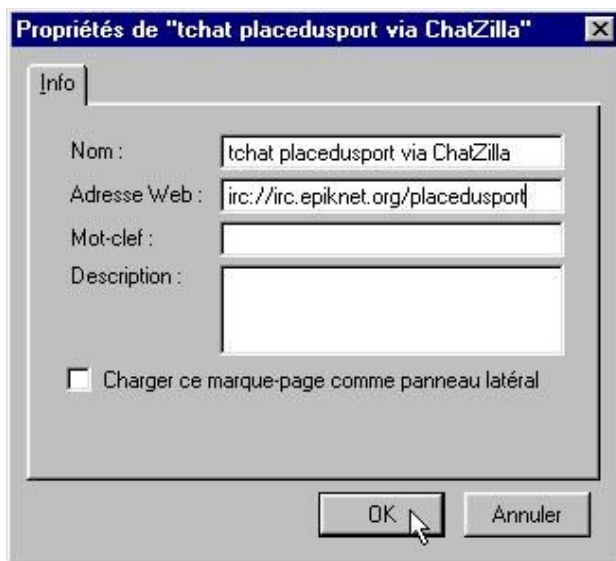 Propriétés de "tchat placedusport via ChatZilla"
Info
Nom : tchat placedusport via ChatZilla
Adresse Web : irc://irc.epiknet.org/placedusport
Mot-clef :
Description :
Charger ce marque-page comme panneau latéral
OK Annuler